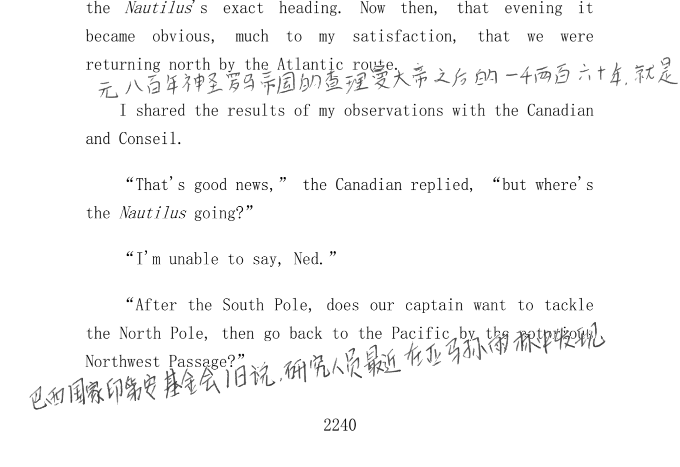 the Nautilus's exact heading. Now then, that evening it
became obvious, much to my satisfaction, that we were
returning north by the Atlantic route.
元八百年神圣罗马帝国的查理曼大帝之后的一千两百六十年,就是
I shared the results of my observations with the Canadian
and Conseil.
“That's good news,” the Canadian replied, “but where's
the Nautilus going?”
“I'm unable to say, Ned.”
“After the South Pole, does our captain want to tackle
the North Pole, then go back to the Pacific by the notorious
Northwest Passage?”
巴西国家印第安基金会1日说,研究人员最近在亚马孙雨林中发现
2240